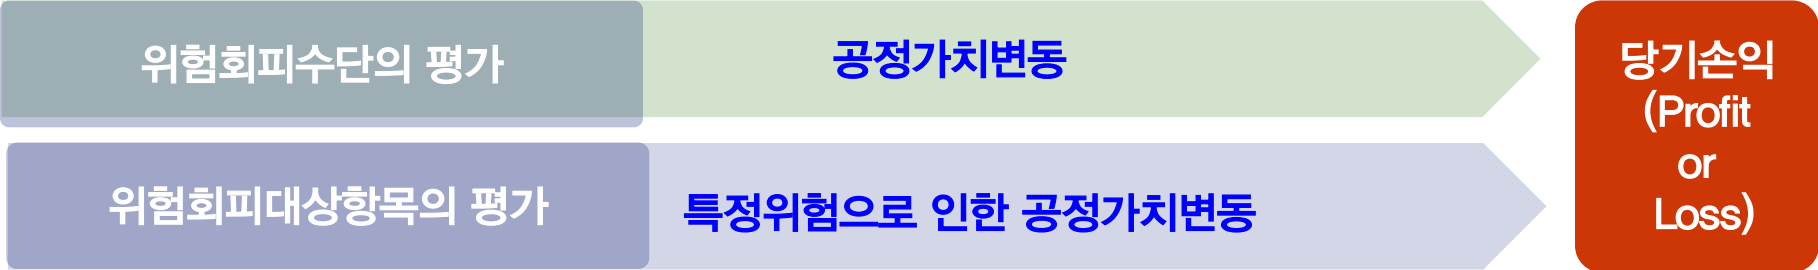 위험회피수단의 평가
공정가치변동
위험회피대상항목의 평가
특정위험으로 인한 공정가치변동
당기손익
(Profit
or
Loss)